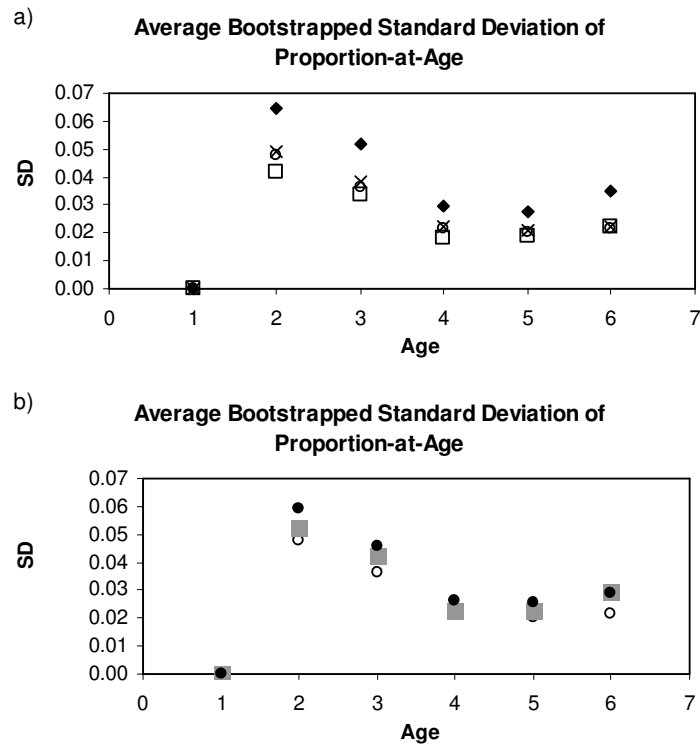 a)
Average Bootstrapped Standard Deviation of
Proportion-at-Age
0.07
0.06
0.05
0.04
0.03
0.02
0.01
0.00
SD
0 1 2 3 4 5 6 7
Age
b)
Average Bootstrapped Standard Deviation of
Proportion-at-Age
0.07
0.06
0.05
0.04
0.03
0.02
0.01
0.00
SD
0 1 2 3 4 5 6 7
Age